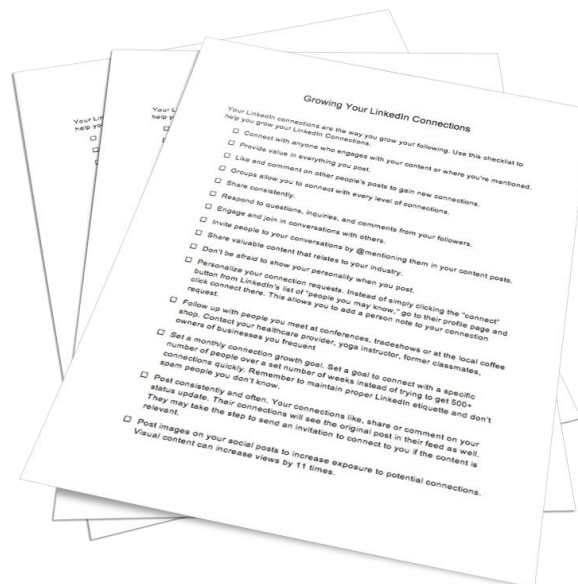 Growing Your LinkedIn Connections
Your LinkedIn connections are the way you grow your following. Use this checklist to
help you grow your LinkedIn Connections.
☐ Connect with anyone who engages with your content or where you're mentioned.
☐ Provide value in everything you post.
☐ Like and comment on other people's posts to gain new connections.
☐ Groups allow you to connect with every level of connections.
☐ Share consistently.
☐ Respond to questions, inquiries, and comments from your followers.
☐ Engage and join in conversations with others.
☐ Invite people to your conversations by @mentioning them in your content posts.
☐ Share valuable content that relates to your industry.
☐ Don't be afraid to show your personality when you post.
☐ Personalize your connection requests. Instead of simply clicking the "connect"
button from LinkedIn's list of "people you may know," go to their profile page and
click connect there. This allows you to add a person note to your connection
request.
☐ Follow up with people you meet at conferences, tradeshows or at the local coffee
shop. Contact your healthcare provider, yoga instructor, former classmates,
owners of businesses you frequent
☐ Set a monthly connection growth goal. Set a goal to connect with a specific
number of people over a set number of weeks instead of trying to get 500+
connections quickly. Remember to maintain proper LinkedIn etiquette and don't
spam people you don't know.
☐ Post consistently and often. Your connections like, share or comment on your
status update. Their connections will see the original post in their feed as well.
They may take the step to send an invitation to connect to you if the content is
relevant.
☐ Post images on your social posts to increase exposure to potential connections.
Visual content can increase views by 11 times.
Your L
help yo
Your Lin
help you